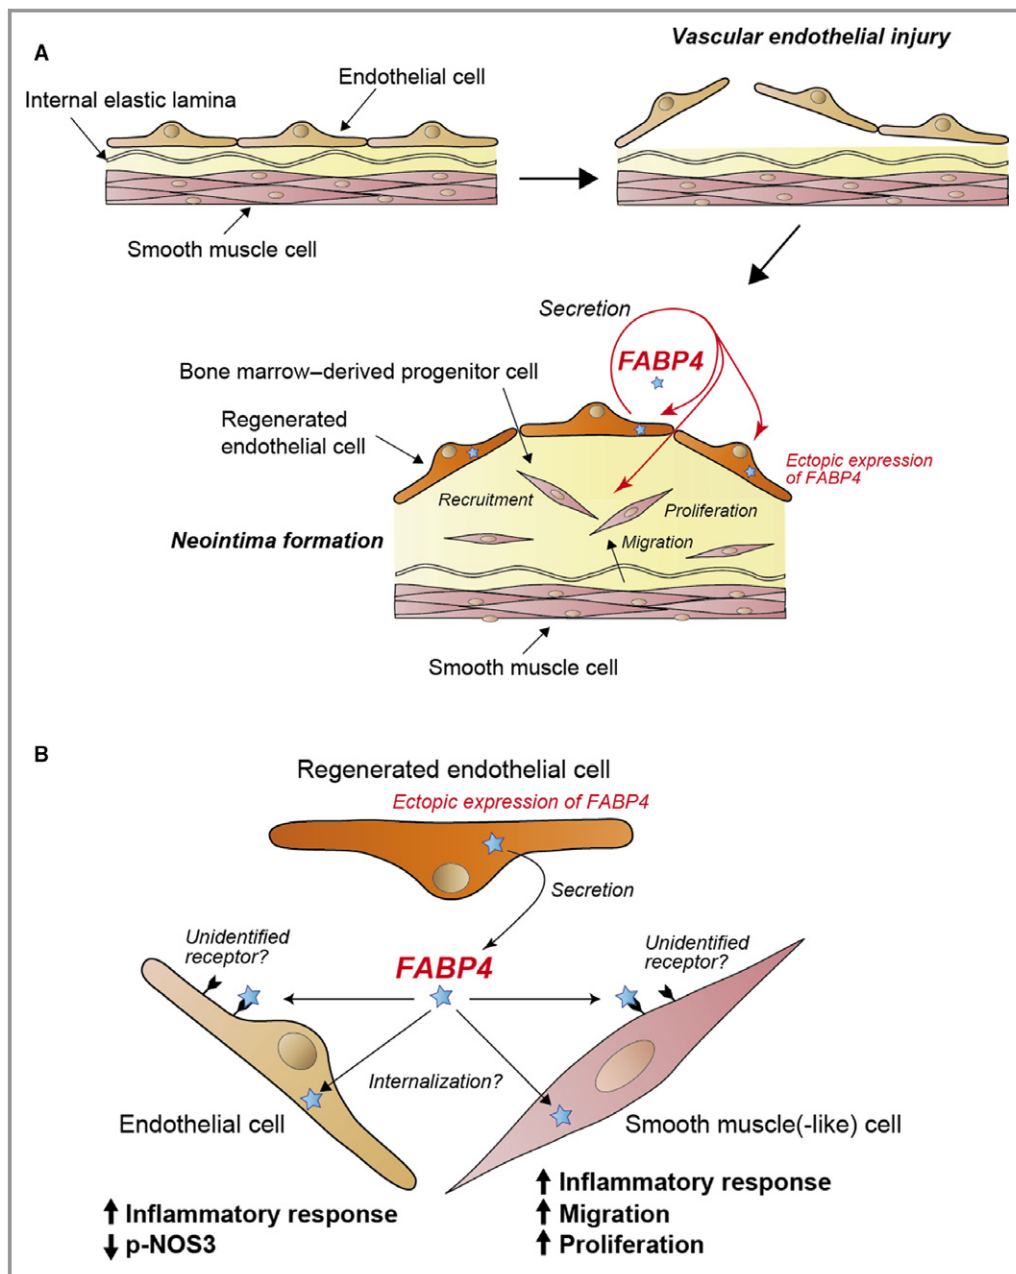 A
Vascular endothelial injury
Endothelial cell
Internal elastic lamina
Smooth muscle cell
Secretion
FABP4
Bone marrow–derived progenitor cell
Regenerated
endothelial cell
Ectopic expression
of FABP4
Recruitment
Proliferation
Neointima formation
Migration
Smooth muscle cell
B
Regenerated endothelial cell
Ectopic expression of FABP4
Secretion
Unidentified
receptor?
Unidentified
receptor?
FABP4
Internalization?
Endothelial cell
Smooth muscle(-like) cell
Inflammatory response
p-NOS3
Inflammatory response
Migration
Proliferation